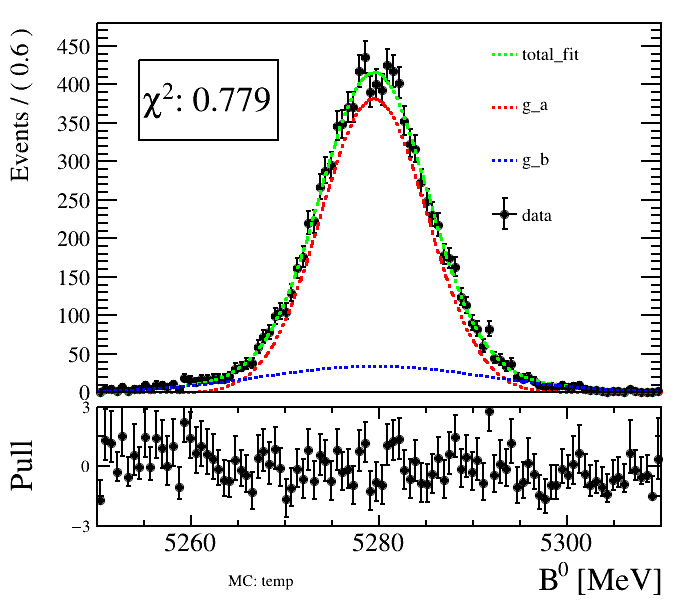 Events / ( 0.6 )
450
400
350
300
250
200
150
100
50
0
χ²: 0.779
total_fit
g_a
g_b
data
Pull
3
0
−3
5260 5280 5300
B⁰ [MeV]
MC: temp